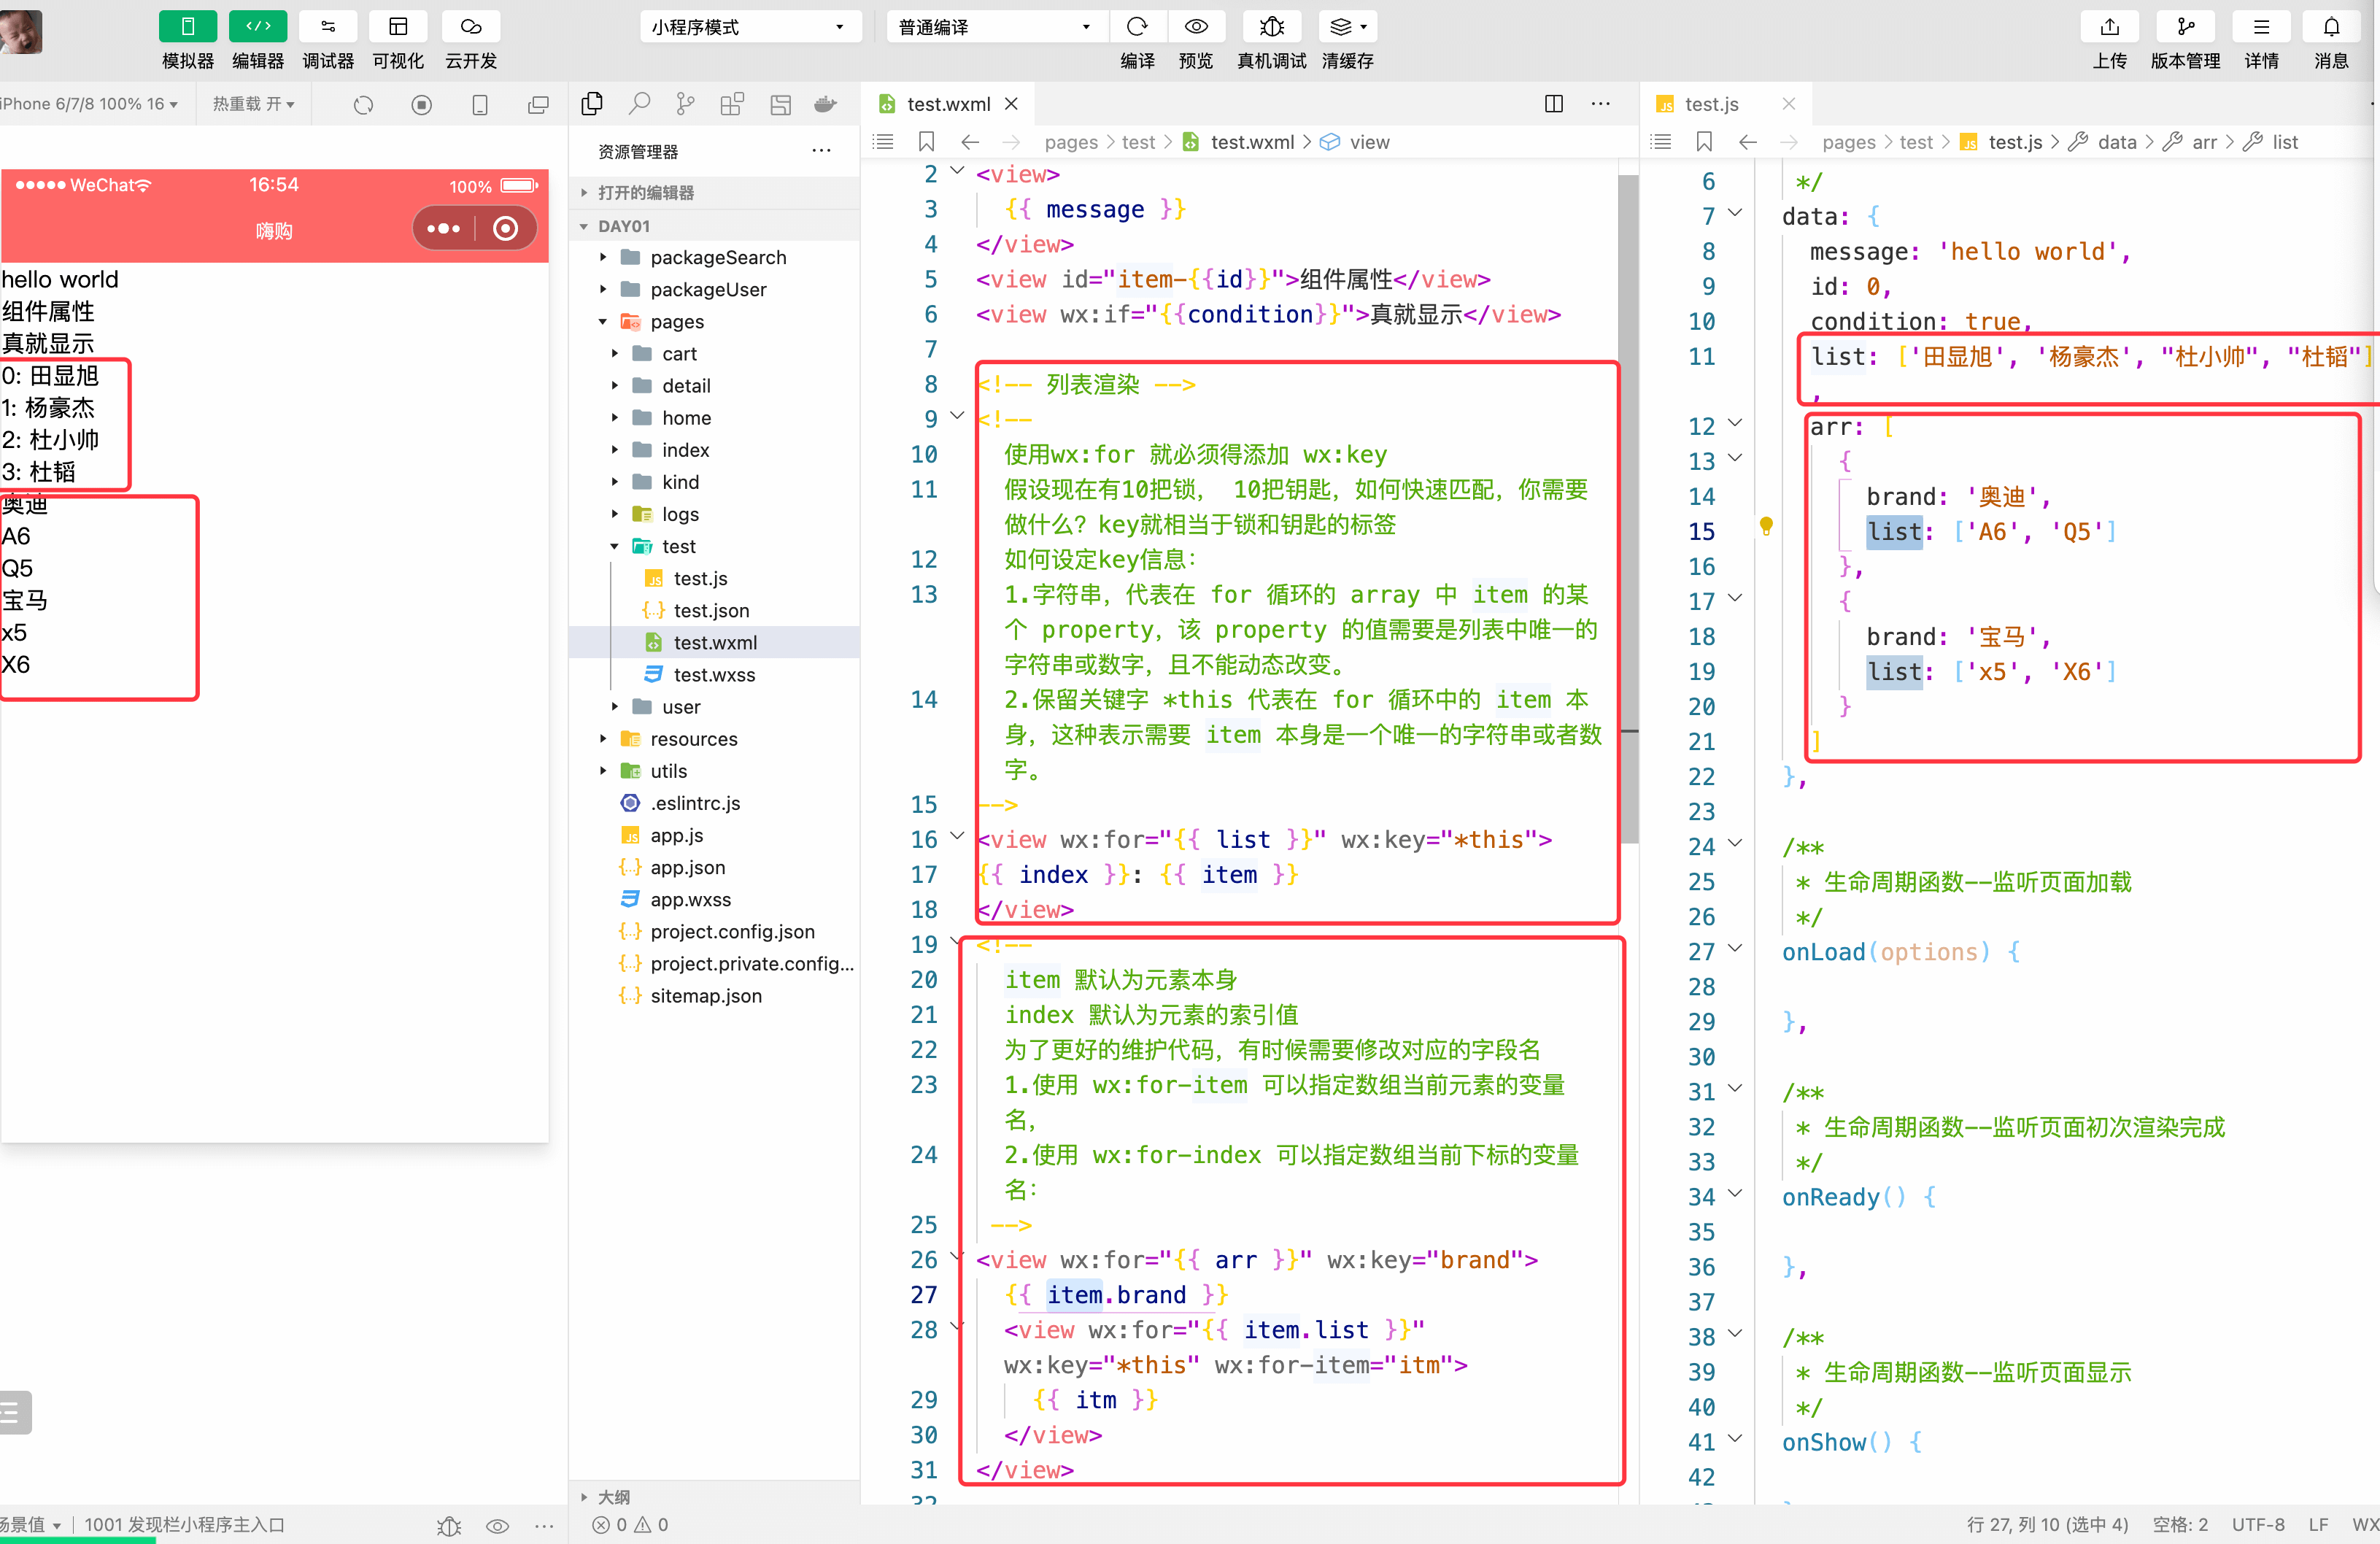 模拟器 编辑器 调试器 可视化 云开发
小程序模式
普通编译
编译 预览 真机调试 清缓存
上传 版本管理 详情 消息
iPhone 6/7/8 100% 16
热重载 开
WeChat 16:54 100%
嗨购
hello world
组件属性
真就显示
0: 田显旭
1: 杨豪杰
2: 杜小帅
3: 杜韬
奥迪
A6
Q5
宝马
x5
X6
场景值 1001 发现栏小程序主入口
资源管理器
打开的编辑器
DAY01
packageSearch
packageUser
pages
cart
detail
home
index
kind
logs
test
test.js
test.json
test.wxml
test.wxss
user
resources
utils
.eslintrc.js
app.js
app.json
app.wxss
project.config.json
project.private.config...
sitemap.json
大纲
0 0
test.wxml
pages > test > test.wxml > view
2 <view>
3 {{ message }}
4 </view>
5 <view id="item-{{id}}">组件属性</view>
6 <view wx:if="{{condition}}">真就显示</view>
7
8 <!-- 列表渲染 -->
9 <!--
10 使用wx:for 就必须得添加 wx:key
11 假设现在有10把锁， 10把钥匙，如何快速匹配，你需要
做什么？key就相当于锁和钥匙的标签
12 如何设定key信息：
13 1.字符串，代表在 for 循环的 array 中 item 的某
个 property，该 property 的值需要是列表中唯一的
字符串或数字，且不能动态改变。
14 2.保留关键字 *this 代表在 for 循环中的 item 本
身，这种表示需要 item 本身是一个唯一的字符串或者数
字。
15 -->
16 <view wx:for="{{ list }}" wx:key="*this">
17 {{ index }}: {{ item }}
18 </view>
19 <!--
20 item 默认为元素本身
21 index 默认为元素的索引值
22 为了更好的维护代码，有时候需要修改对应的字段名
23 1.使用 wx:for-item 可以指定数组当前元素的变量
名，
24 2.使用 wx:for-index 可以指定数组当前下标的变量
名：
25 -->
26 <view wx:for="{{ arr }}" wx:key="brand">
27 {{ item.brand }}
28 <view wx:for="{{ item.list }}"
wx:key="*this" wx:for-item="itm">
29 {{ itm }}
30 </view>
31 </view>
32
test.js
pages > test > test.js > data > arr > list
6 */
7 data: {
8 message: 'hello world',
9 id: 0,
10 condition: true,
11 list: ['田显旭', '杨豪杰', "杜小帅", "杜韬"]
,
12 arr: [
13 {
14 brand: '奥迪',
15 list: ['A6', 'Q5']
16 },
17 {
18 brand: '宝马',
19 list: ['x5', 'X6']
20 }
21 ]
22 },
23
24 /**
25 * 生命周期函数--监听页面加载
26 */
27 onLoad(options) {
28
29 },
30
31 /**
32 * 生命周期函数--监听页面初次渲染完成
33 */
34 onReady() {
35
36 },
37
38 /**
39 * 生命周期函数--监听页面显示
40 */
41 onShow() {
42
行 27, 列 10 (选中 4) 空格: 2 UTF-8 LF WX